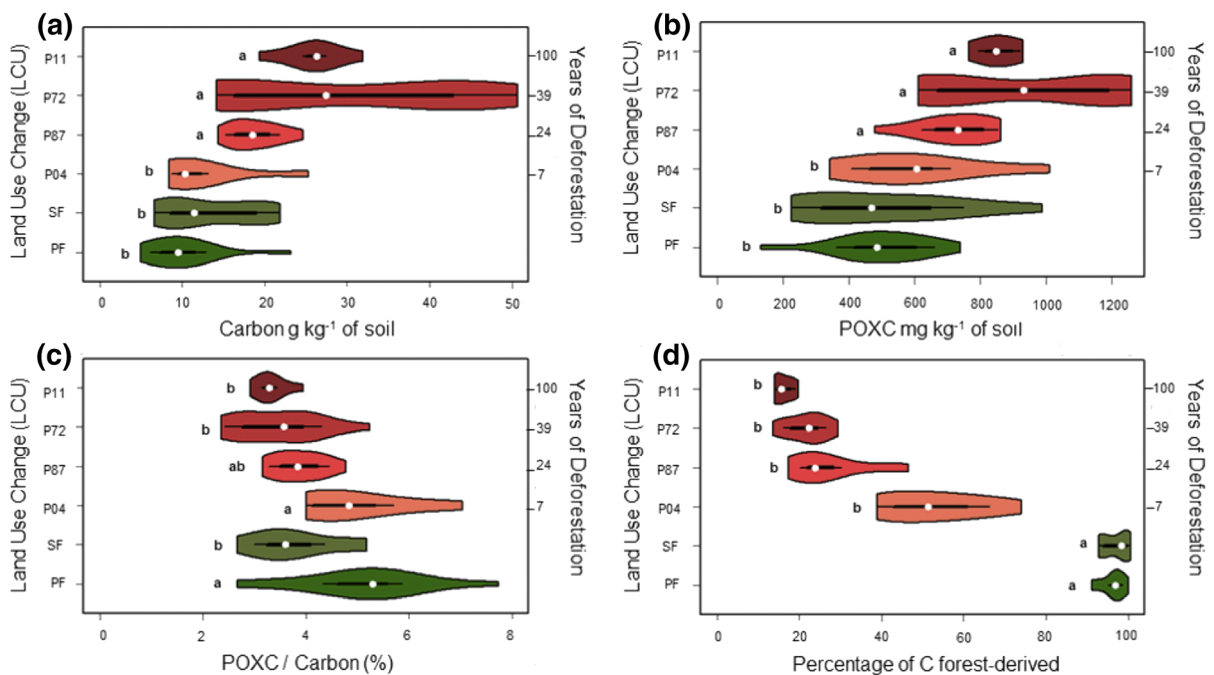 (a)
Land Use Change (LCU)
P11 a 100
P72 a 39
P87 a 24
P04 b 7
SF b
PF b
Years of Deforestation
0 10 20 30 40 50
Carbon g kg⁻¹ of soil
(b)
Land Use Change (LCU)
P11 a 100
P72 a 39
P87 a 24
P04 b 7
SF b
PF b
Years of Deforestation
0 200 400 600 800 1000 1200
POXC mg kg⁻¹ of soil
(c)
Land Use Change (LCU)
P11 b 100
P72 b 39
P87 ab 24
P04 a 7
SF b
PF a
Years of Deforestation
0 2 4 6 8
POXC / Carbon (%)
(d)
Land Use Change (LCU)
P11 b 100
P72 b 39
P87 b 24
P04 b 7
SF a
PF a
Years of Deforestation
0 20 40 60 80 100
Percentage of C forest-derived